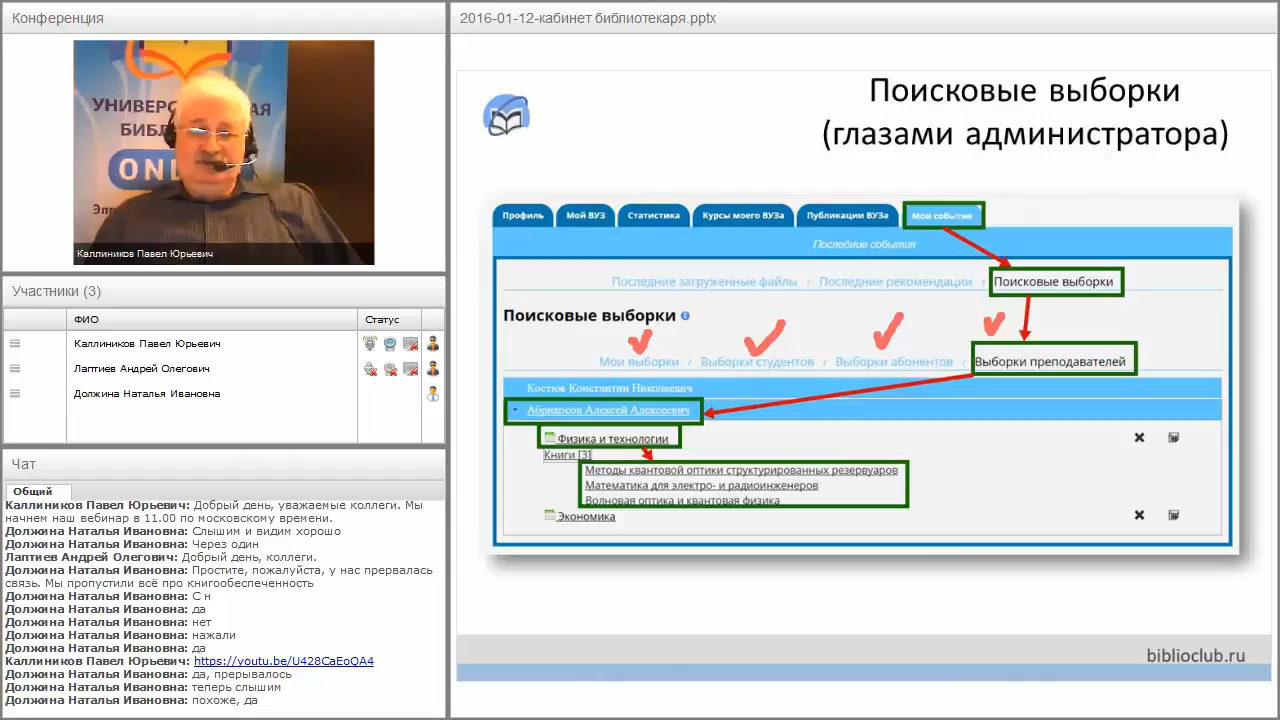 Конференция
УНИВЕРС
АЯ
БИБЛ
ON
Эле
Каллиников Павел Юрьевич
Участники (3)
ФИО
Статус
Каллиников Павел Юрьевич
Лаптиев Андрей Олегович
Должина Наталья Ивановна
Чат
Общий
Каллиников Павел Юрьевич: Добрый день, уважаемые коллеги. Мы
начнем наш вебинар в 11.00 по московскому времени.
Должина Наталья Ивановна: Слышим и видим хорошо
Должина Наталья Ивановна: Через один
Лаптиев Андрей Олегович: Добрый день, коллеги.
Должина Наталья Ивановна: Простите, пожалуйста, у нас прервалась
связь. Мы пропустили всё про книгообеспеченность
Должина Наталья Ивановна: С н
Должина Наталья Ивановна: да
Должина Наталья Ивановна: нет
Должина Наталья Ивановна: нажали
Должина Наталья Ивановна: да
Каллиников Павел Юрьевич: https://youtu.be/U428CaEoQA4
Должина Наталья Ивановна: да, прерывалось
Должина Наталья Ивановна: теперь слышим
Должина Наталья Ивановна: похоже, да
2016-01-12-кабинет библиотекаря.pptx
Поисковые выборки
(глазами администратора)
Профиль Мой ВУЗ Статистика Курсы моего ВУЗа Публикации ВУЗа Мои события
Последние события
Последние загруженные файлы / Последние рекомендации / Поисковые выборки
Поисковые выборки
Мои выборки / Выборки студентов / Выборки абонентов / Выборки преподавателей
Костюк Константин Николаевич
Абрикосов Алексей Алексеевич
Физика и технологии
Книги [3]
Методы квантовой оптики структурированных резервуаров
Математика для электро- и радиоинженеров
Волновая оптика и квантовая физика
Экономика
biblioclub.ru